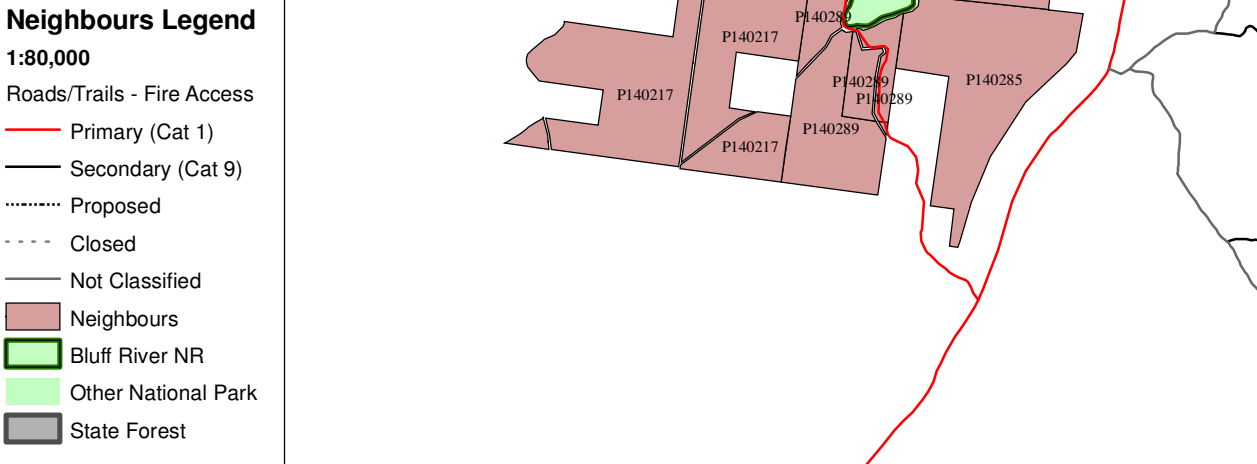 Neighbours Legend
1:80,000
Roads/Trails - Fire Access
Primary (Cat 1)
Secondary (Cat 9)
Proposed
Closed
Not Classified
Neighbours
Bluff River NR
Other National Park
State Forest
P140289
P140217
P140289
P140285
P140217
P140289
P140289
P140217